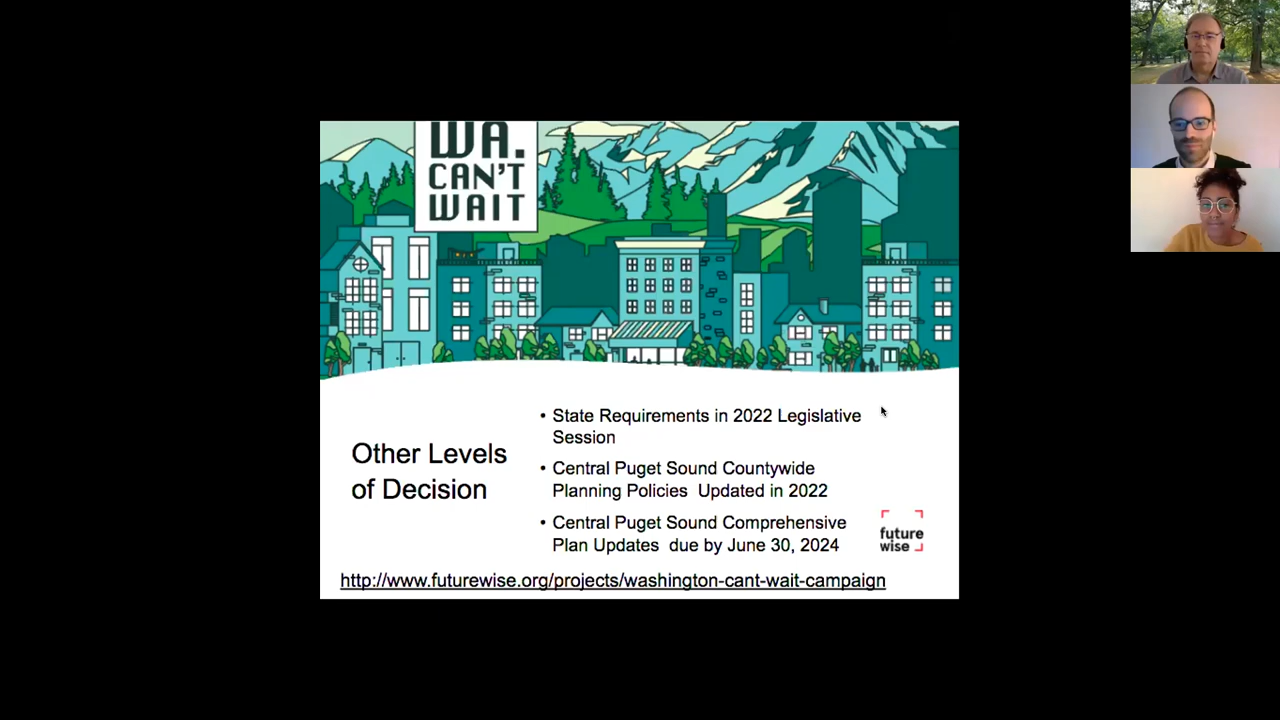 WA.
CAN'T
WAIT
Other Levels
of Decision
• State Requirements in 2022 Legislative
Session
• Central Puget Sound Countywide
Planning Policies Updated in 2022
• Central Puget Sound Comprehensive
Plan Updates due by June 30, 2024
future
wise
http://www.futurewise.org/projects/washington-cant-wait-campaign